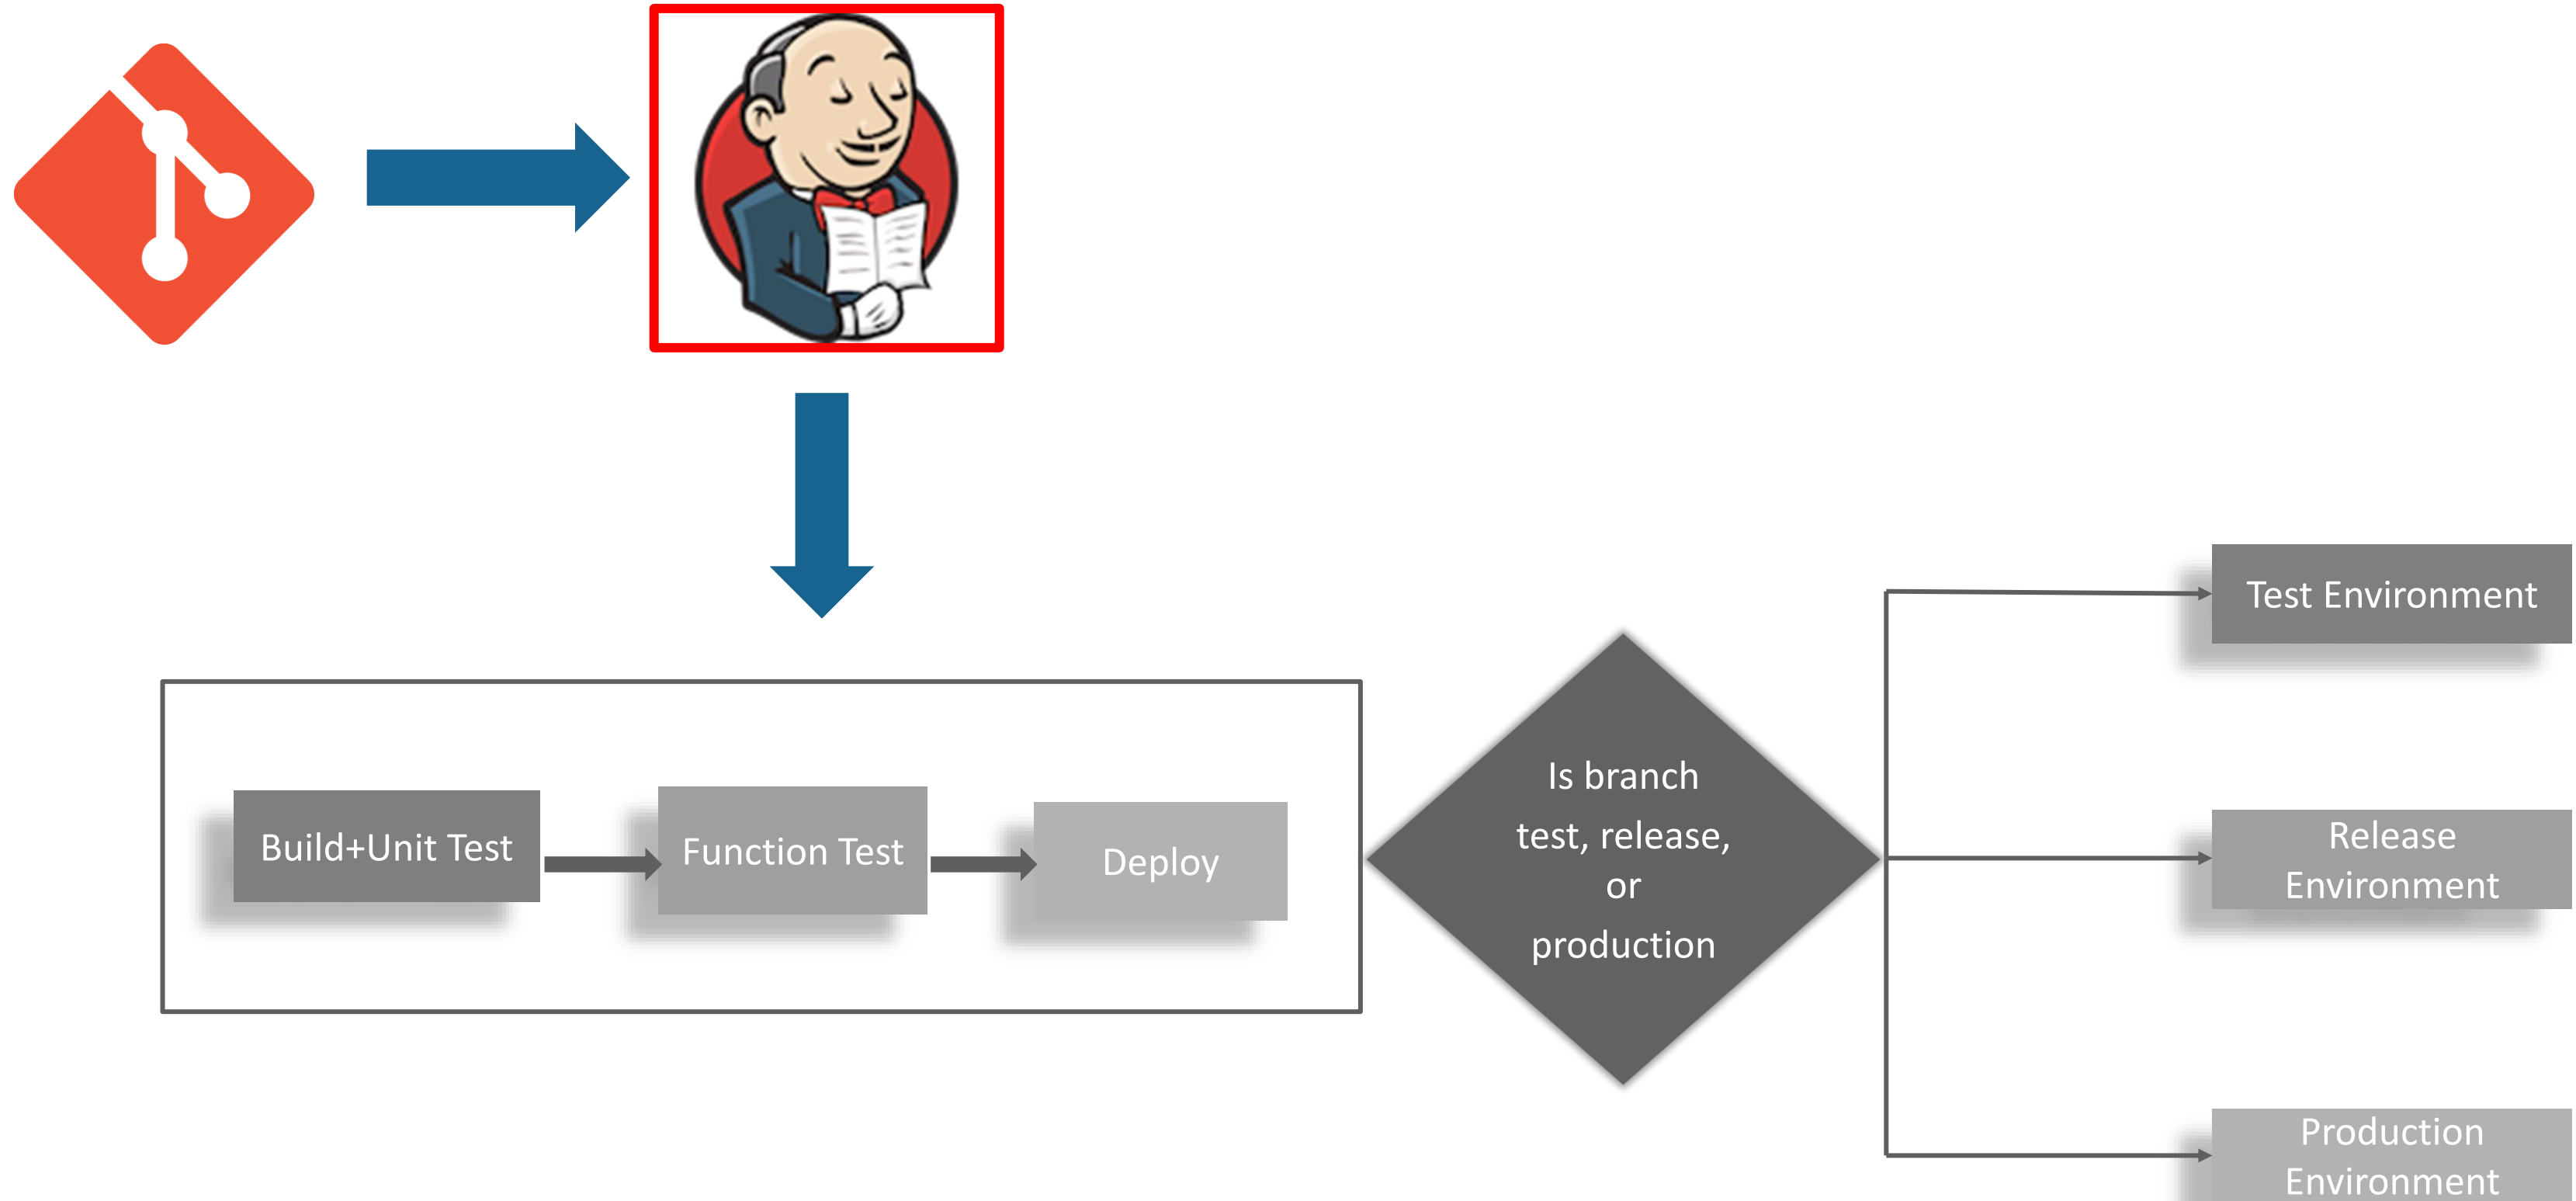 Build+Unit Test
Function Test
Deploy
Is branch
test, release,
or
production
Test Environment
Release
Environment
Production
Environment